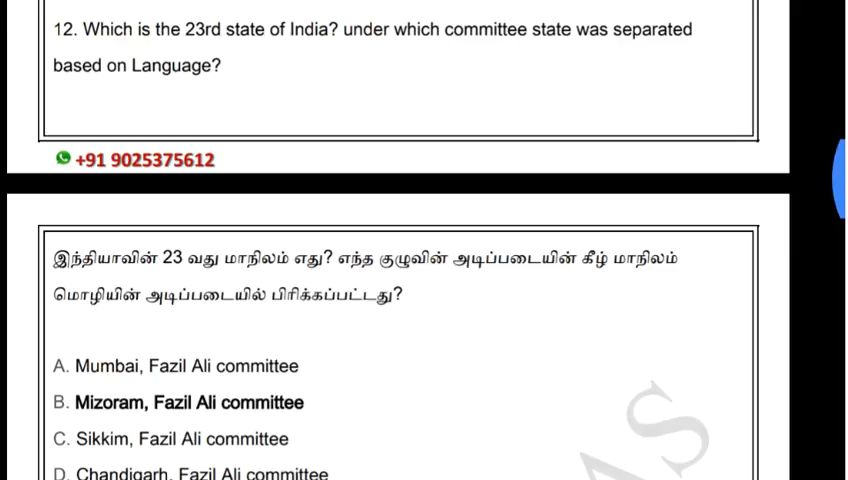 12. Which is the 23rd state of India? under which committee state was separated
based on Language?
+91 9025375612
இந்தியாவின் 23 வது மாநிலம் எது? எந்த குழுவின் அடிப்படையின் கீழ் மாநிலம்
மொழியின் அடிப்படையில் பிரிக்கப்பட்டது?
A. Mumbai, Fazil Ali committee
B. Mizoram, Fazil Ali committee
C. Sikkim, Fazil Ali committee
D. Chandigarh, Fazil Ali committee
AS